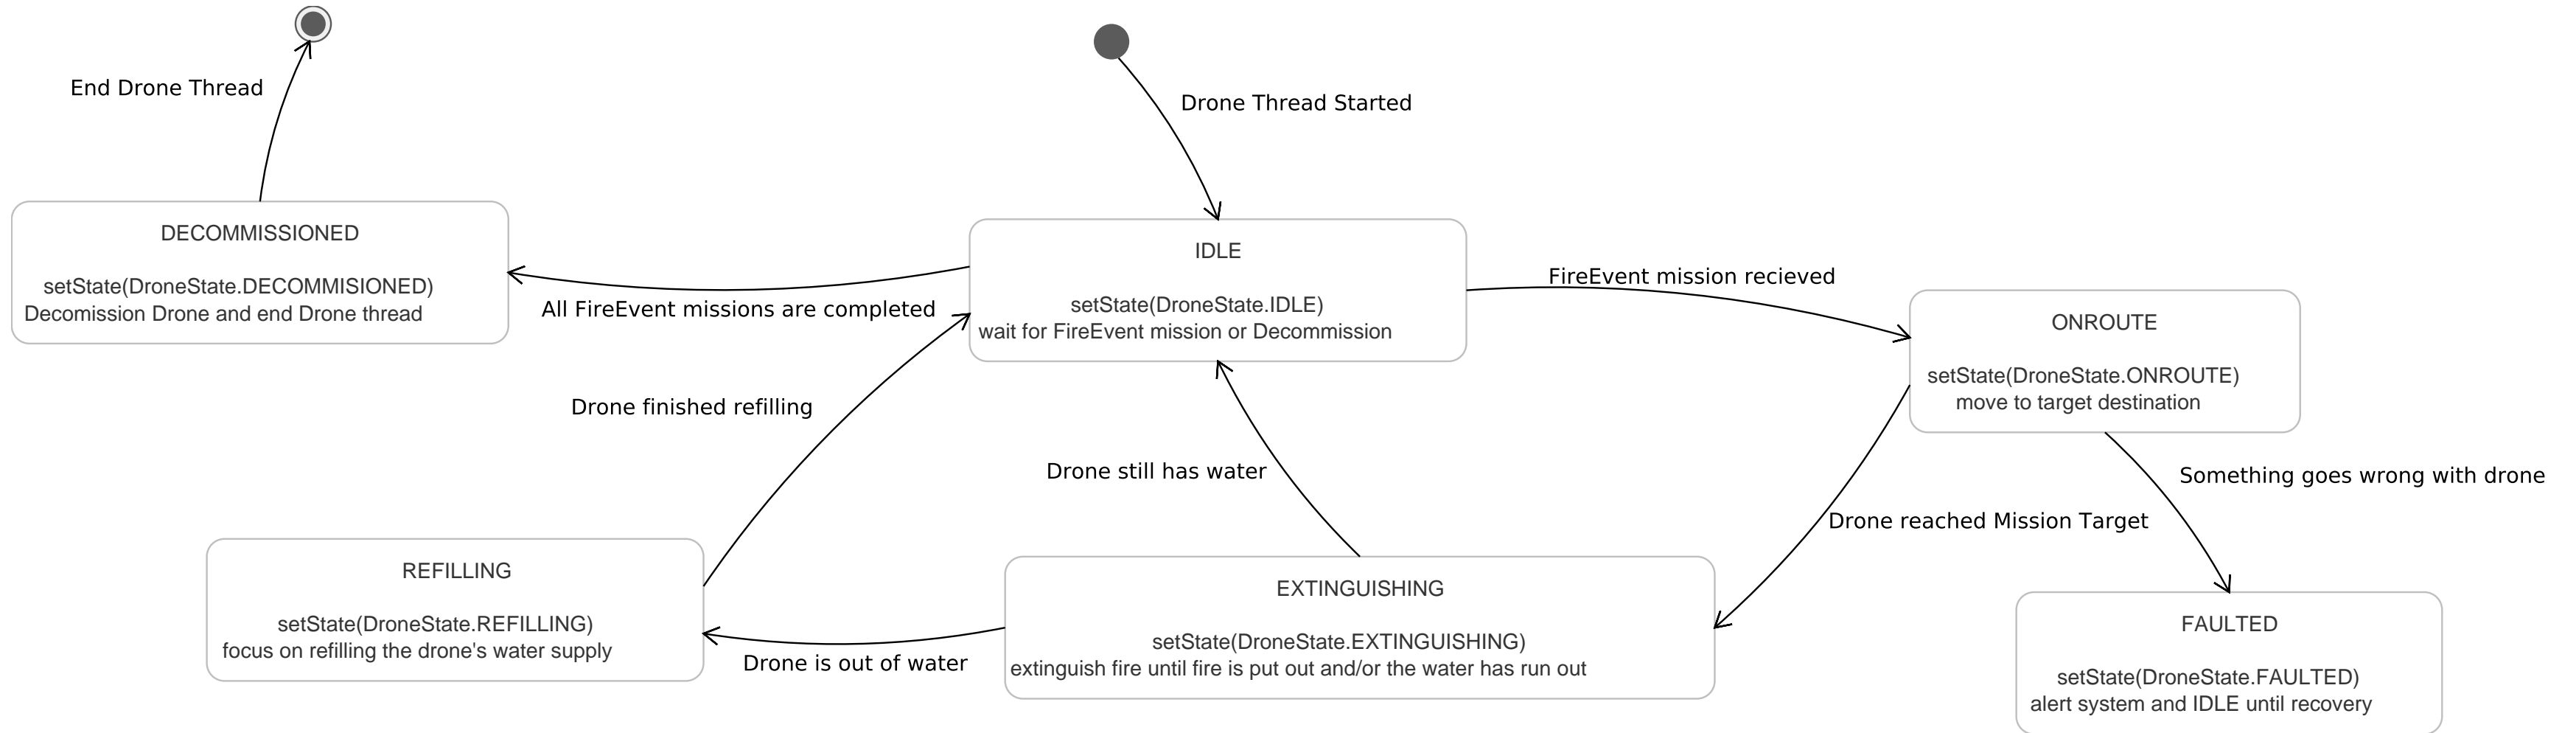 End Drone Thread
Drone Thread Started
DECOMMISSIONED
setState(DroneState.DECOMMISIONED)
Decomission Drone and end Drone thread
All FireEvent missions are completed
IDLE
setState(DroneState.IDLE)
wait for FireEvent mission or Decommission
FireEvent mission recieved
ONROUTE
setState(DroneState.ONROUTE)
move to target destination
Drone finished refilling
Drone still has water
Something goes wrong with drone
Drone reached Mission Target
REFILLING
setState(DroneState.REFILLING)
focus on refilling the drone's water supply
Drone is out of water
EXTINGUISHING
setState(DroneState.EXTINGUISHING)
extinguish fire until fire is put out and/or the water has run out
FAULTED
setState(DroneState.FAULTED)
alert system and IDLE until recovery